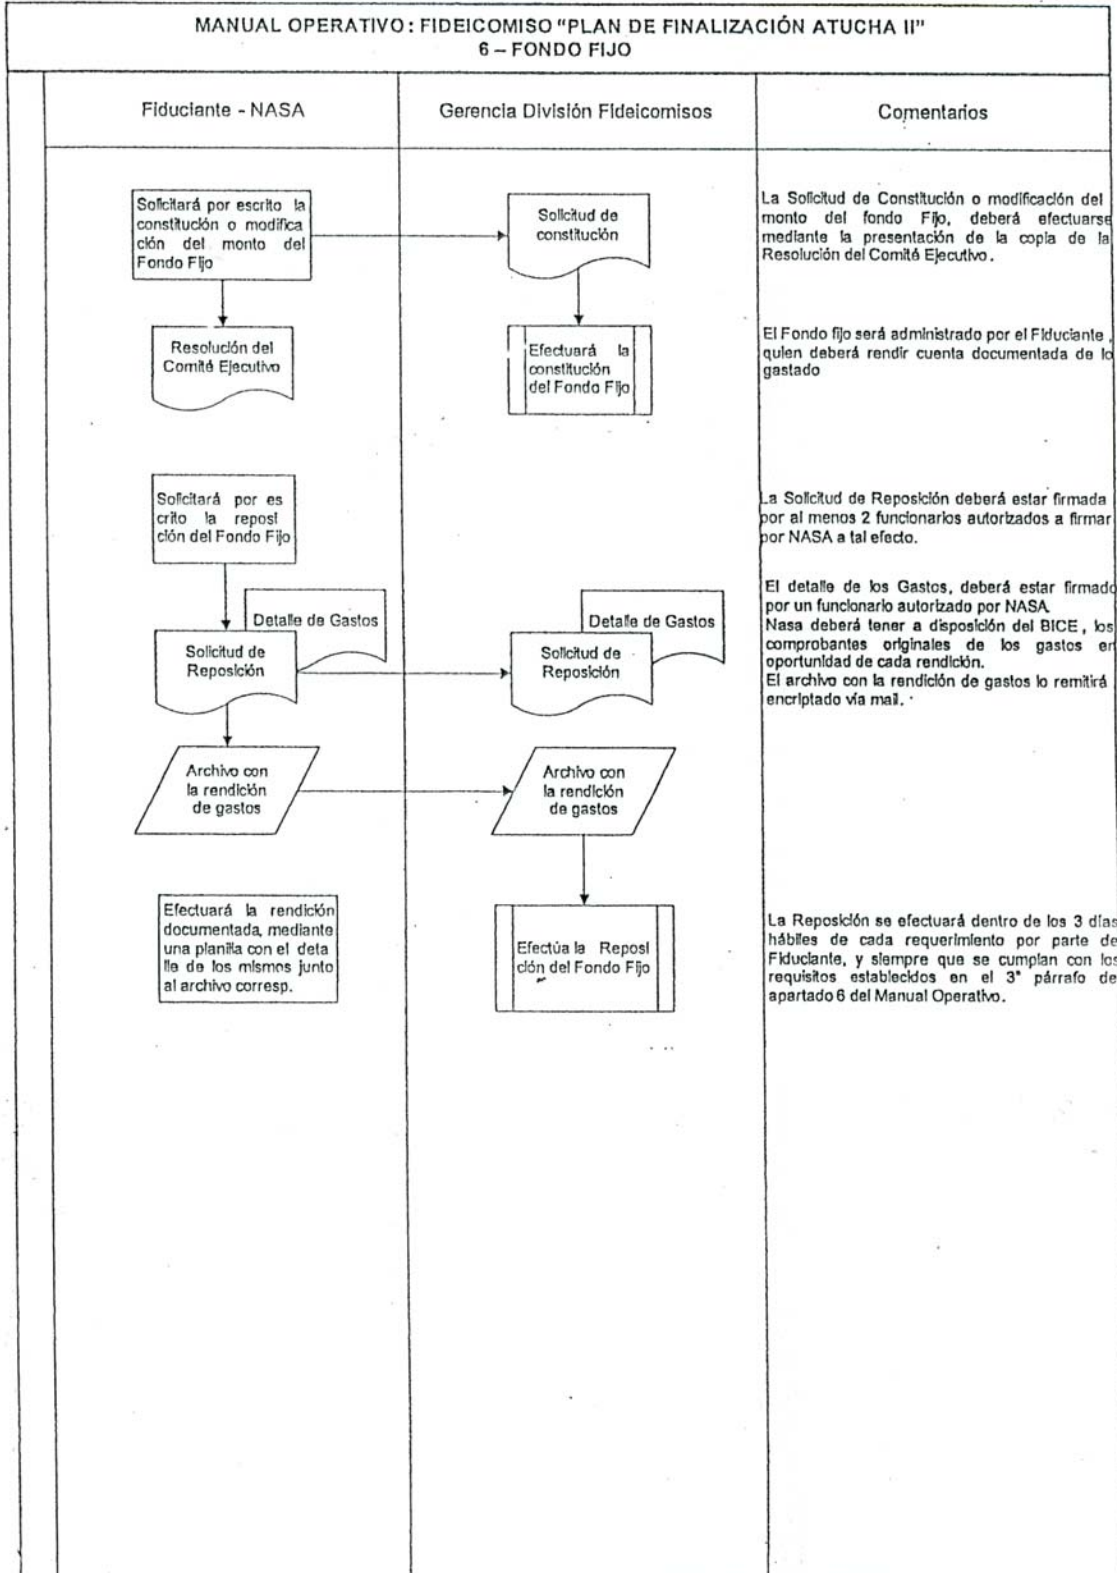 MANUAL OPERATIVO: FIDEICOMISO "PLAN DE FINALIZACIÓN ATUCHA II"
6 – FONDO FIJO
Fiduciante - NASA
Gerencia División Fideicomisos
Comentarios
Solicitará por escrito la
constitución o modifica
ción del monto del
Fondo Fijo
Solicitud de
constitución
La Solicitud de Constitución o modificación del
monto del fondo Fijo, deberá efectuarse
mediante la presentación de la copia de la
Resolución del Comité Ejecutivo.
Resolución del
Comité Ejecutivo
Efectuará la
constitución
del Fondo Fijo
El Fondo fijo será administrado por el Fiduciante,
quien deberá rendir cuenta documentada de lo
gastado
Solicitará por es
crito la reposi
ción del Fondo Fijo
La Solicitud de Reposición deberá estar firmada
por al menos 2 funcionarios autorizados a firmar
por NASA a tal efecto.
Detalle de Gastos
Solicitud de
Reposición
Detalle de Gastos
Solicitud de
Reposición
El detalle de los Gastos, deberá estar firmado
por un funcionario autorizado por NASA
Nasa deberá tener a disposición del BICE, los
comprobantes originales de los gastos en
oportunidad de cada rendición.
El archivo con la rendición de gastos lo remitirá
encriptado vía mail.
Archivo con
la rendición
de gastos
Archivo con
la rendición
de gastos
Efectuará la rendición
documentada, mediante
una planilla con el deta
lle de los mismos junto
al archivo corresp.
Efectúa la Reposi
ción del Fondo Fijo
La Reposición se efectuará dentro de los 3 días
hábiles de cada requerimiento por parte de
Fiduciante, y siempre que se cumplan con los
requisitos establecidos en el 3° párrafo de
apartado 6 del Manual Operativo.